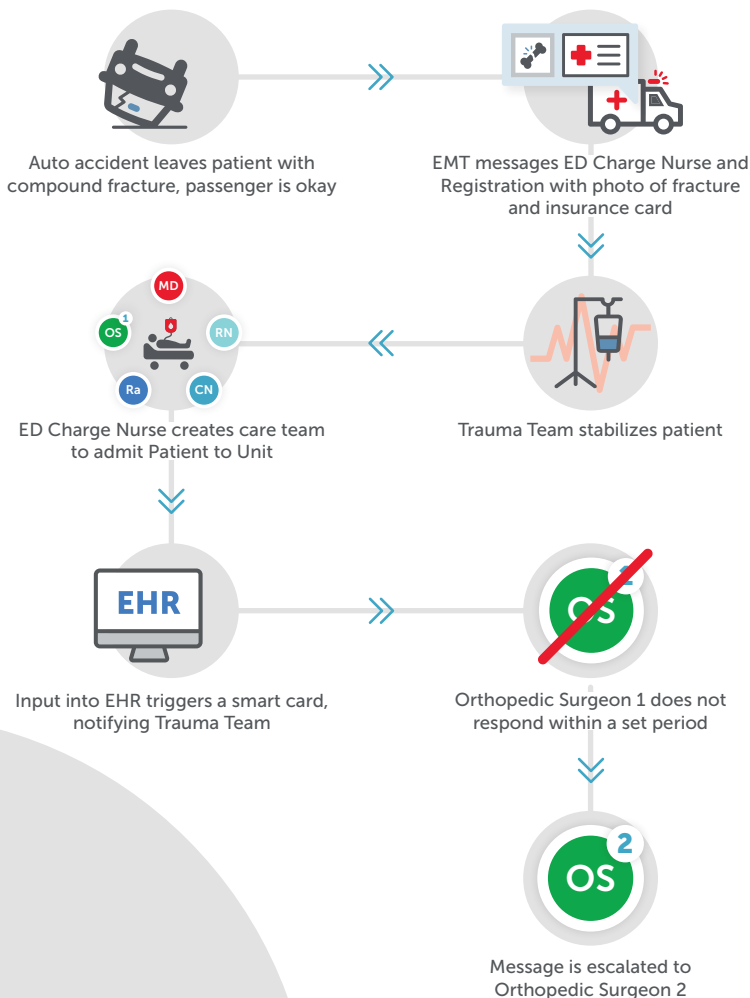 Auto accident leaves patient with
compound fracture, passenger is okay
EMT messages ED Charge Nurse and
Registration with photo of fracture
and insurance card
Trauma Team stabilizes patient
MD
OS 1
RN
Ra
CN
ED Charge Nurse creates care team
to admit Patient to Unit
EHR
Input into EHR triggers a smart card,
notifying Trauma Team
OS 1
Orthopedic Surgeon 1 does not
respond within a set period
OS 2
Message is escalated to
Orthopedic Surgeon 2